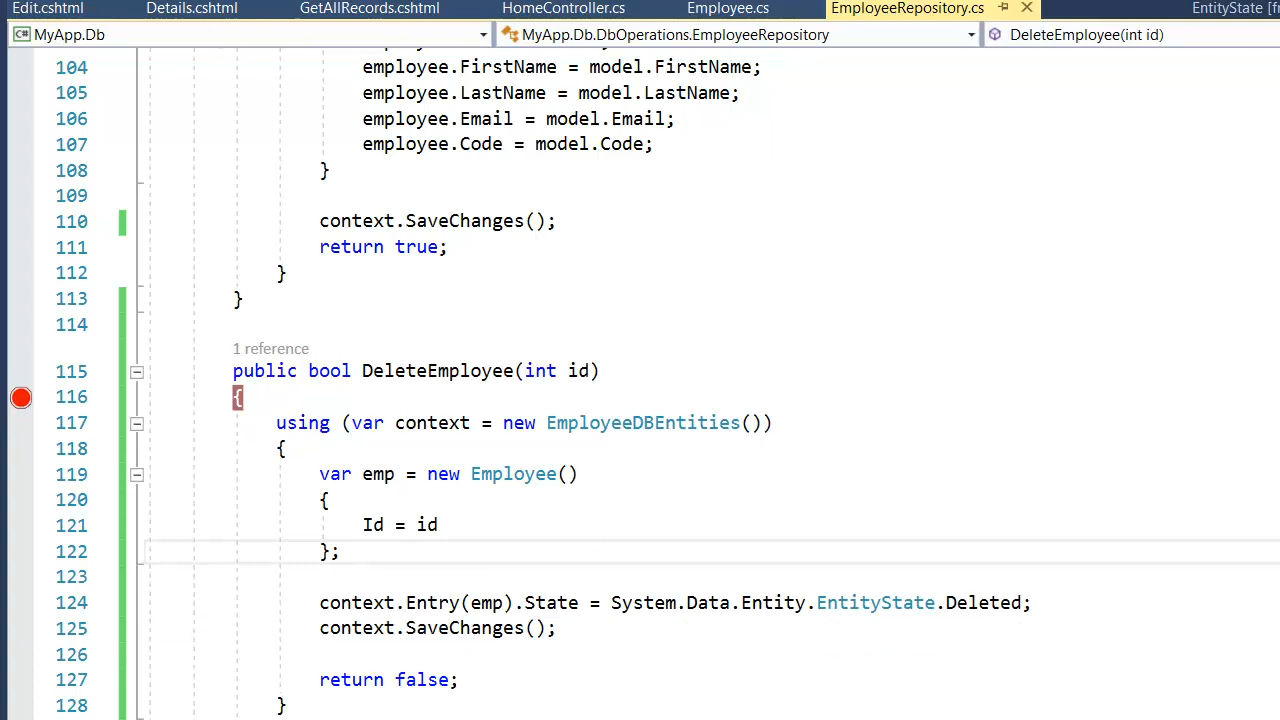 Edit.cshtml Details.cshtml GetAllRecords.cshtml HomeController.cs Employee.cs EmployeeRepository.cs EntityState [fr
C# MyApp.Db MyApp.Db.DbOperations.EmployeeRepository DeleteEmployee(int id)
104 employee.FirstName = model.FirstName;
105 employee.LastName = model.LastName;
106 employee.Email = model.Email;
107 employee.Code = model.Code;
108 }
109
110 context.SaveChanges();
111 return true;
112 }
113 }
114
1 reference
115 public bool DeleteEmployee(int id)
116 {
117 using (var context = new EmployeeDBEntities())
118 {
119 var emp = new Employee()
120 {
121 Id = id
122 };
123
124 context.Entry(emp).State = System.Data.Entity.EntityState.Deleted;
125 context.SaveChanges();
126
127 return false;
128 }